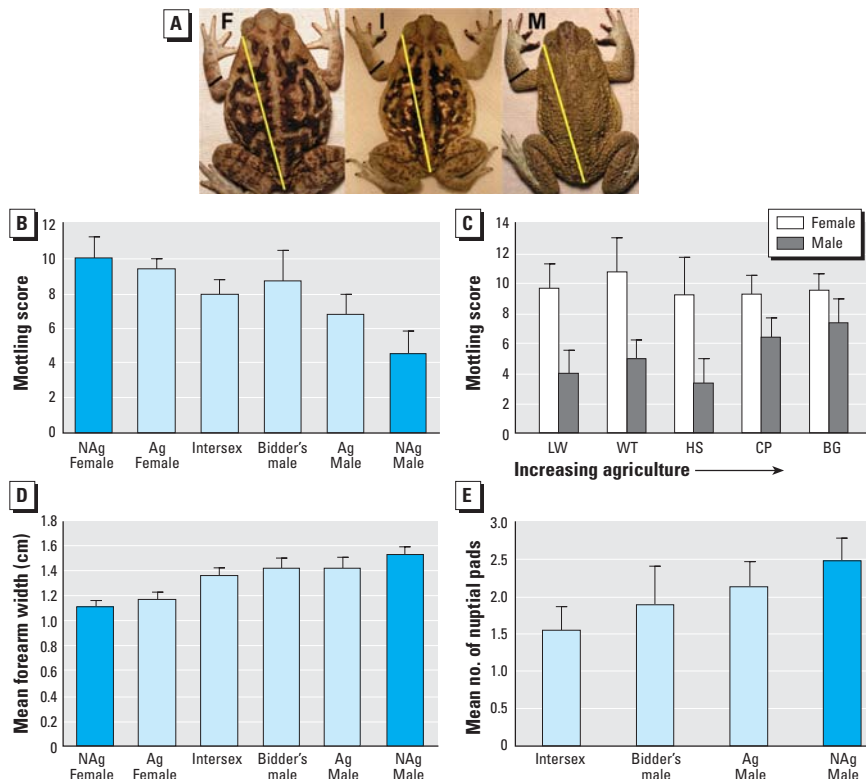 A
F
I
M
B
Mottling score
12
10
8
6
4
2
0
NAg Female
Ag Female
Intersex
Bidder's male
Ag Male
NAg Male
C
Mottling score
14
12
10
8
6
4
2
0
Female
Male
LW
WT
HS
CP
BG
Increasing agriculture
D
Mean forearm width (cm)
1.8
1.6
1.4
1.2
1.0
0.8
0.6
0.4
0.2
0
NAg Female
Ag Female
Intersex
Bidder's male
Ag Male
NAg Male
E
Mean no. of nuptial pads
3.0
2.5
2.0
1.5
1.0
0.5
0
Intersex
Bidder's male
Ag Male
NAg Male